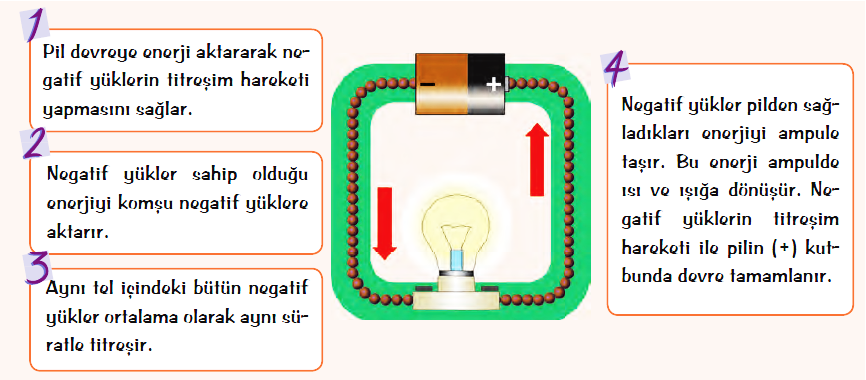 1
Pil devreye enerji aktararak ne-
gatif yüklerin titreşim hareketi
yapmasını sağlar.
2
Negatif yükler sahip olduğu
enerjiyi komşu negatif yüklere
aktarır.
3
Aynı tel içindeki bütün negatif
yükler ortalama olarak aynı sü-
ratle titreşir.
- +
4
Negatif yükler pilden sağ-
ladıkları enerjiyi ampule
taşır. Bu enerji ampulde
ısı ve ışığa dönüşür. Ne-
gatif yüklerin titreşim
hareketi ile pilin (+) kut-
bunda devre tamamlanır.